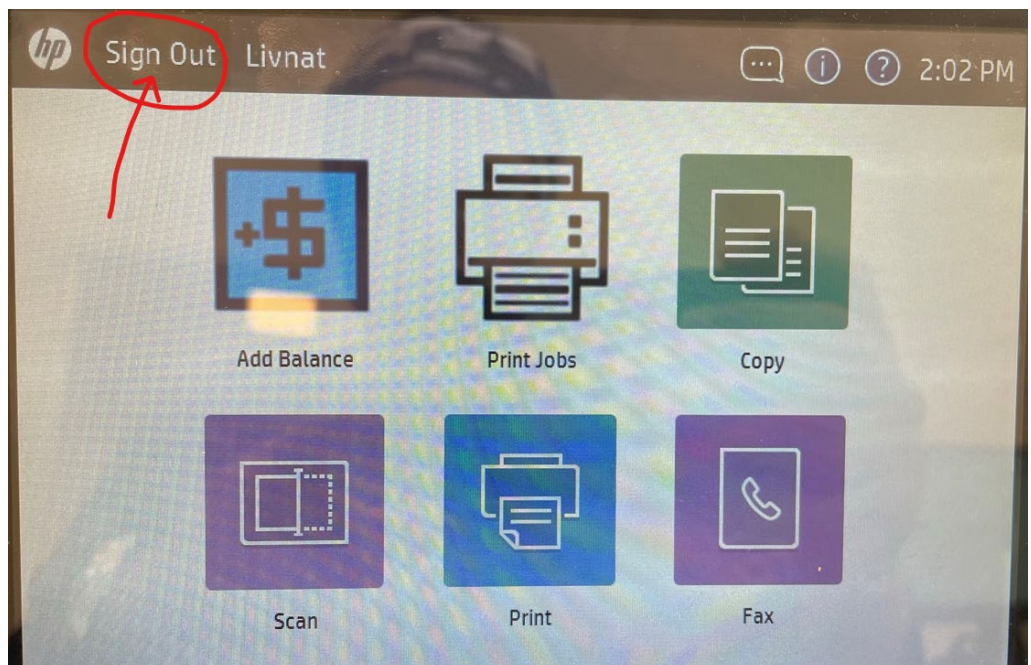 hp Sign Out Livnat ... i ? 2:02 PM
+$
Add Balance Print Jobs Copy
Scan Print Fax